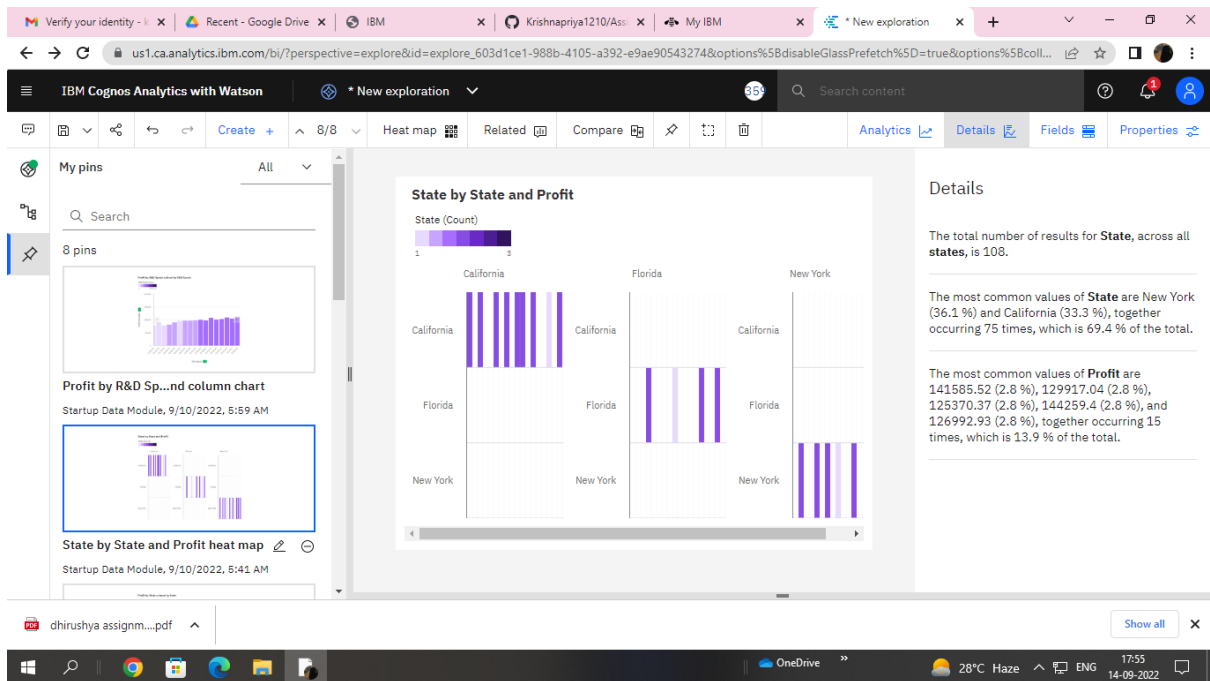 Verify your identity - k
Recent - Google Drive
IBM
Krishnapriya1210/Ass
My IBM
* New exploration
us1.ca.analytics.ibm.com/bi/?perspective=explore&id=explore_603d1ce1-988b-4105-a392-e9ae90543274&options%5BdisableGlassPrefetch%5D=true&options%5Bcoll...
IBM Cognos Analytics with Watson
* New exploration
359
Search content
1
Create +
8/8
Heat map
Related
Compare
Analytics
Details
Fields
Properties
My pins
All
Search
8 pins
Profit by R&D Sp...nd column chart
Startup Data Module, 9/10/2022, 5:59 AM
State by State and Profit heat map
Startup Data Module, 9/10/2022, 5:41 AM
State by State and Profit
State (Count)
1 3
California Florida New York
California California California
Florida Florida Florida
New York New York New York
Details
The total number of results for State, across all
states, is 108.
The most common values of State are New York
(36.1 %) and California (33.3 %), together
occurring 75 times, which is 69.4 % of the total.
The most common values of Profit are
141585.52 (2.8 %), 129917.04 (2.8 %),
125370.37 (2.8 %), 144259.4 (2.8 %), and
126992.93 (2.8 %), together occurring 15
times, which is 13.9 % of the total.
PDF
dhirushya assignm....pdf
Show all
OneDrive
28°C Haze
ENG
17:55
14-09-2022